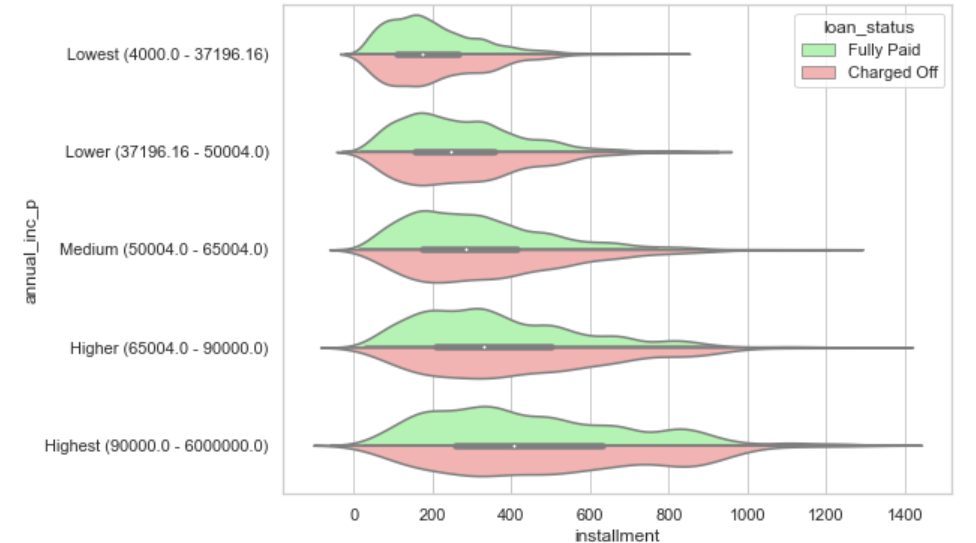 loan_status
Fully Paid
Charged Off
annual_inc_p
Lowest (4000.0 - 37196.16)
Lower (37196.16 - 50004.0)
Medium (50004.0 - 65004.0)
Higher (65004.0 - 90000.0)
Highest (90000.0 - 6000000.0)
0 200 400 600 800 1000 1200 1400
installment